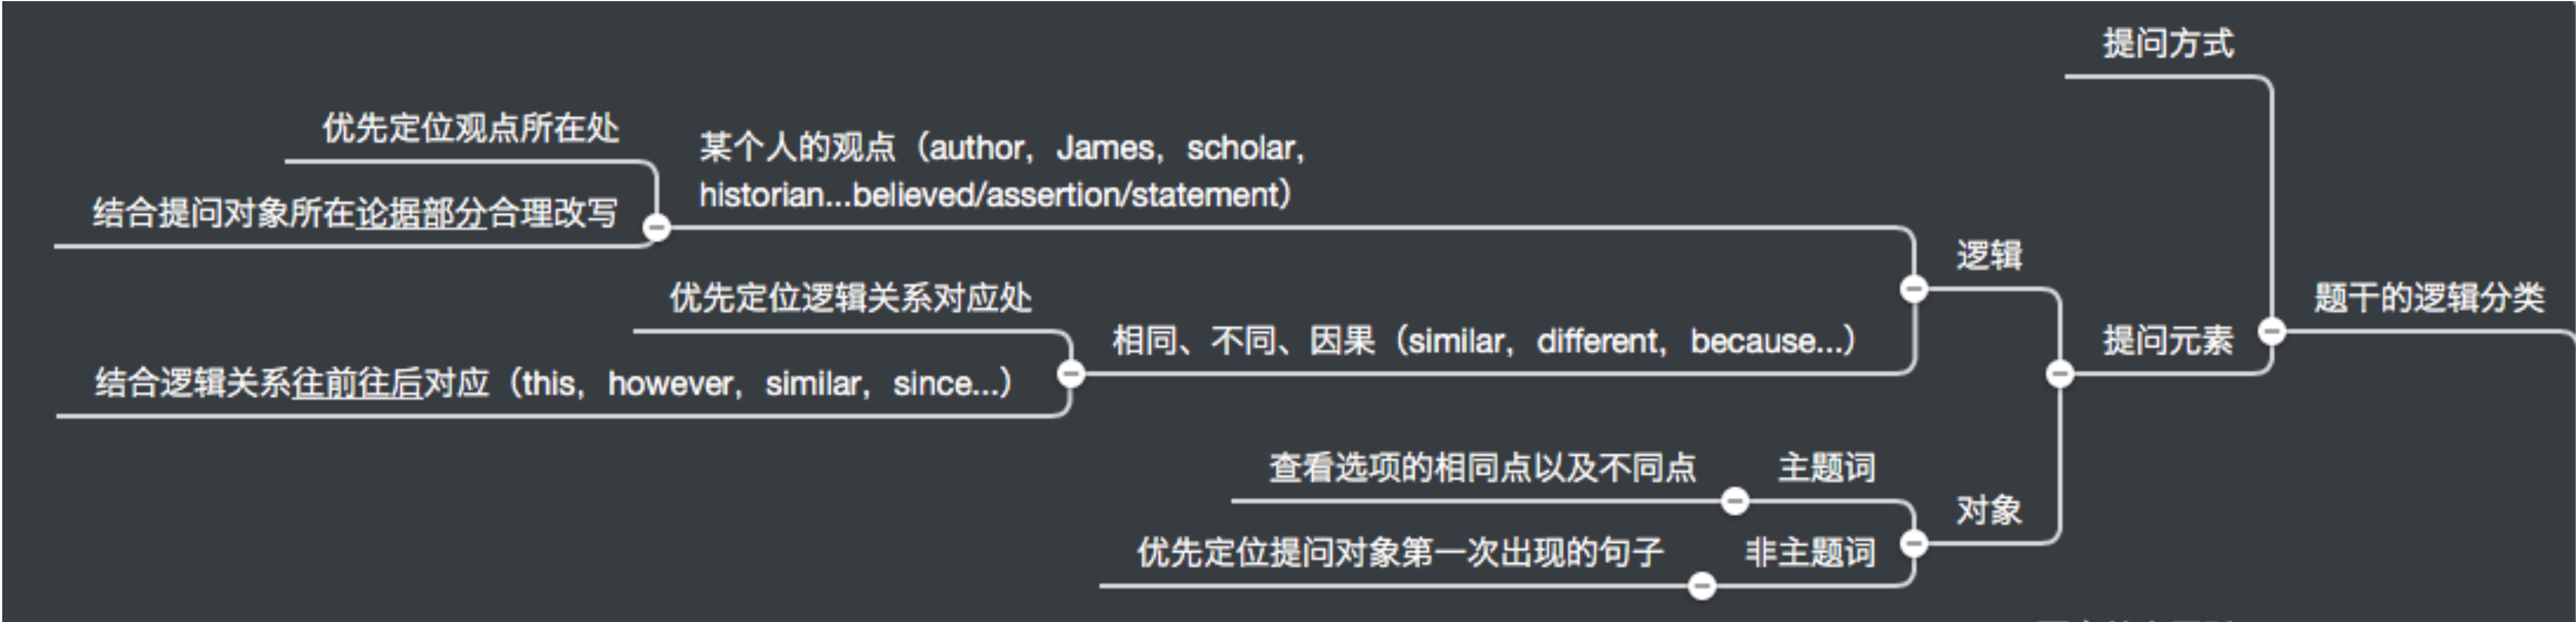 提问方式
优先定位观点所在处
某个人的观点（author，James，scholar，
historian...believed/assertion/statement）
结合提问对象所在论据部分合理改写
逻辑
优先定位逻辑关系对应处
题干的逻辑分类
相同、不同、因果（similar，different，because...）
提问元素
结合逻辑关系往前往后对应（this，however，similar，since...）
查看选项的相同点以及不同点
主题词
对象
优先定位提问对象第一次出现的句子
非主题词